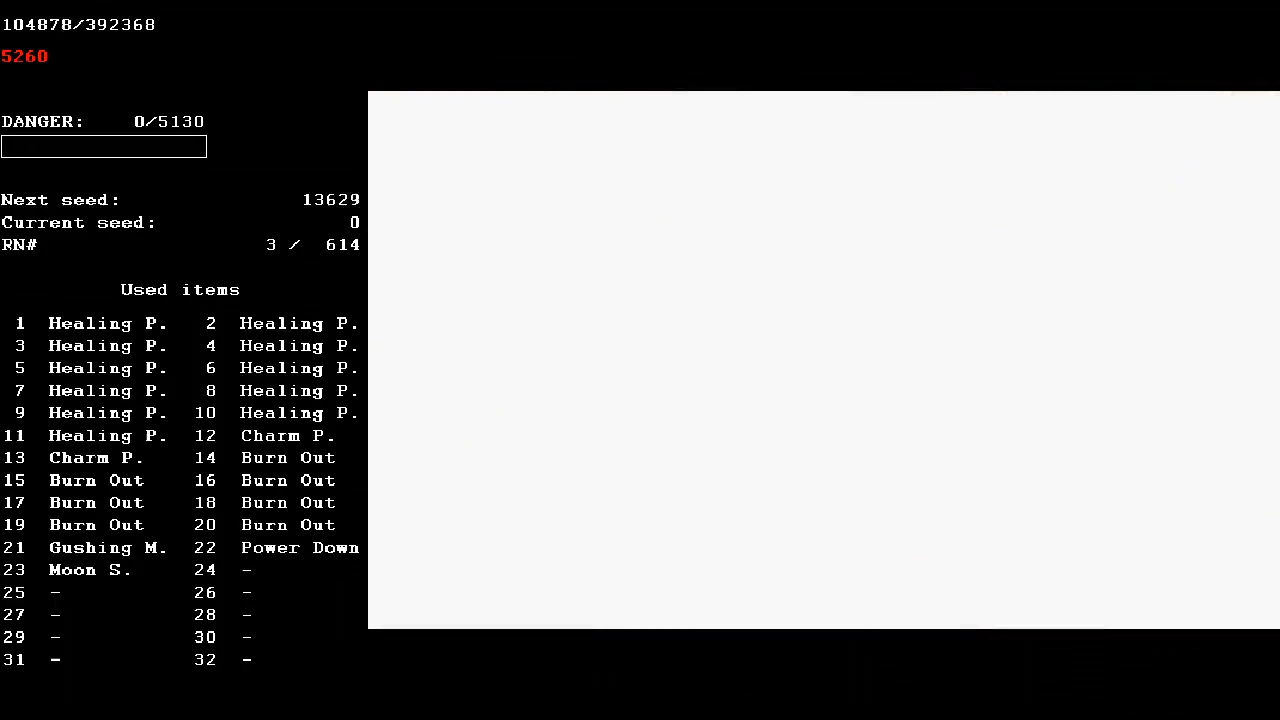 104878/392368
5260
DANGER: 0/5130
Next seed: 13629
Current seed: 0
RN# 3 / 614
Used items
1 Healing P. 2 Healing P.
3 Healing P. 4 Healing P.
5 Healing P. 6 Healing P.
7 Healing P. 8 Healing P.
9 Healing P. 10 Healing P.
11 Healing P. 12 Charm P.
13 Charm P. 14 Burn Out
15 Burn Out 16 Burn Out
17 Burn Out 18 Burn Out
19 Burn Out 20 Burn Out
21 Gushing M. 22 Power Down
23 Moon S. 24 -
25 - 26 -
27 - 28 -
29 - 30 -
31 - 32 -